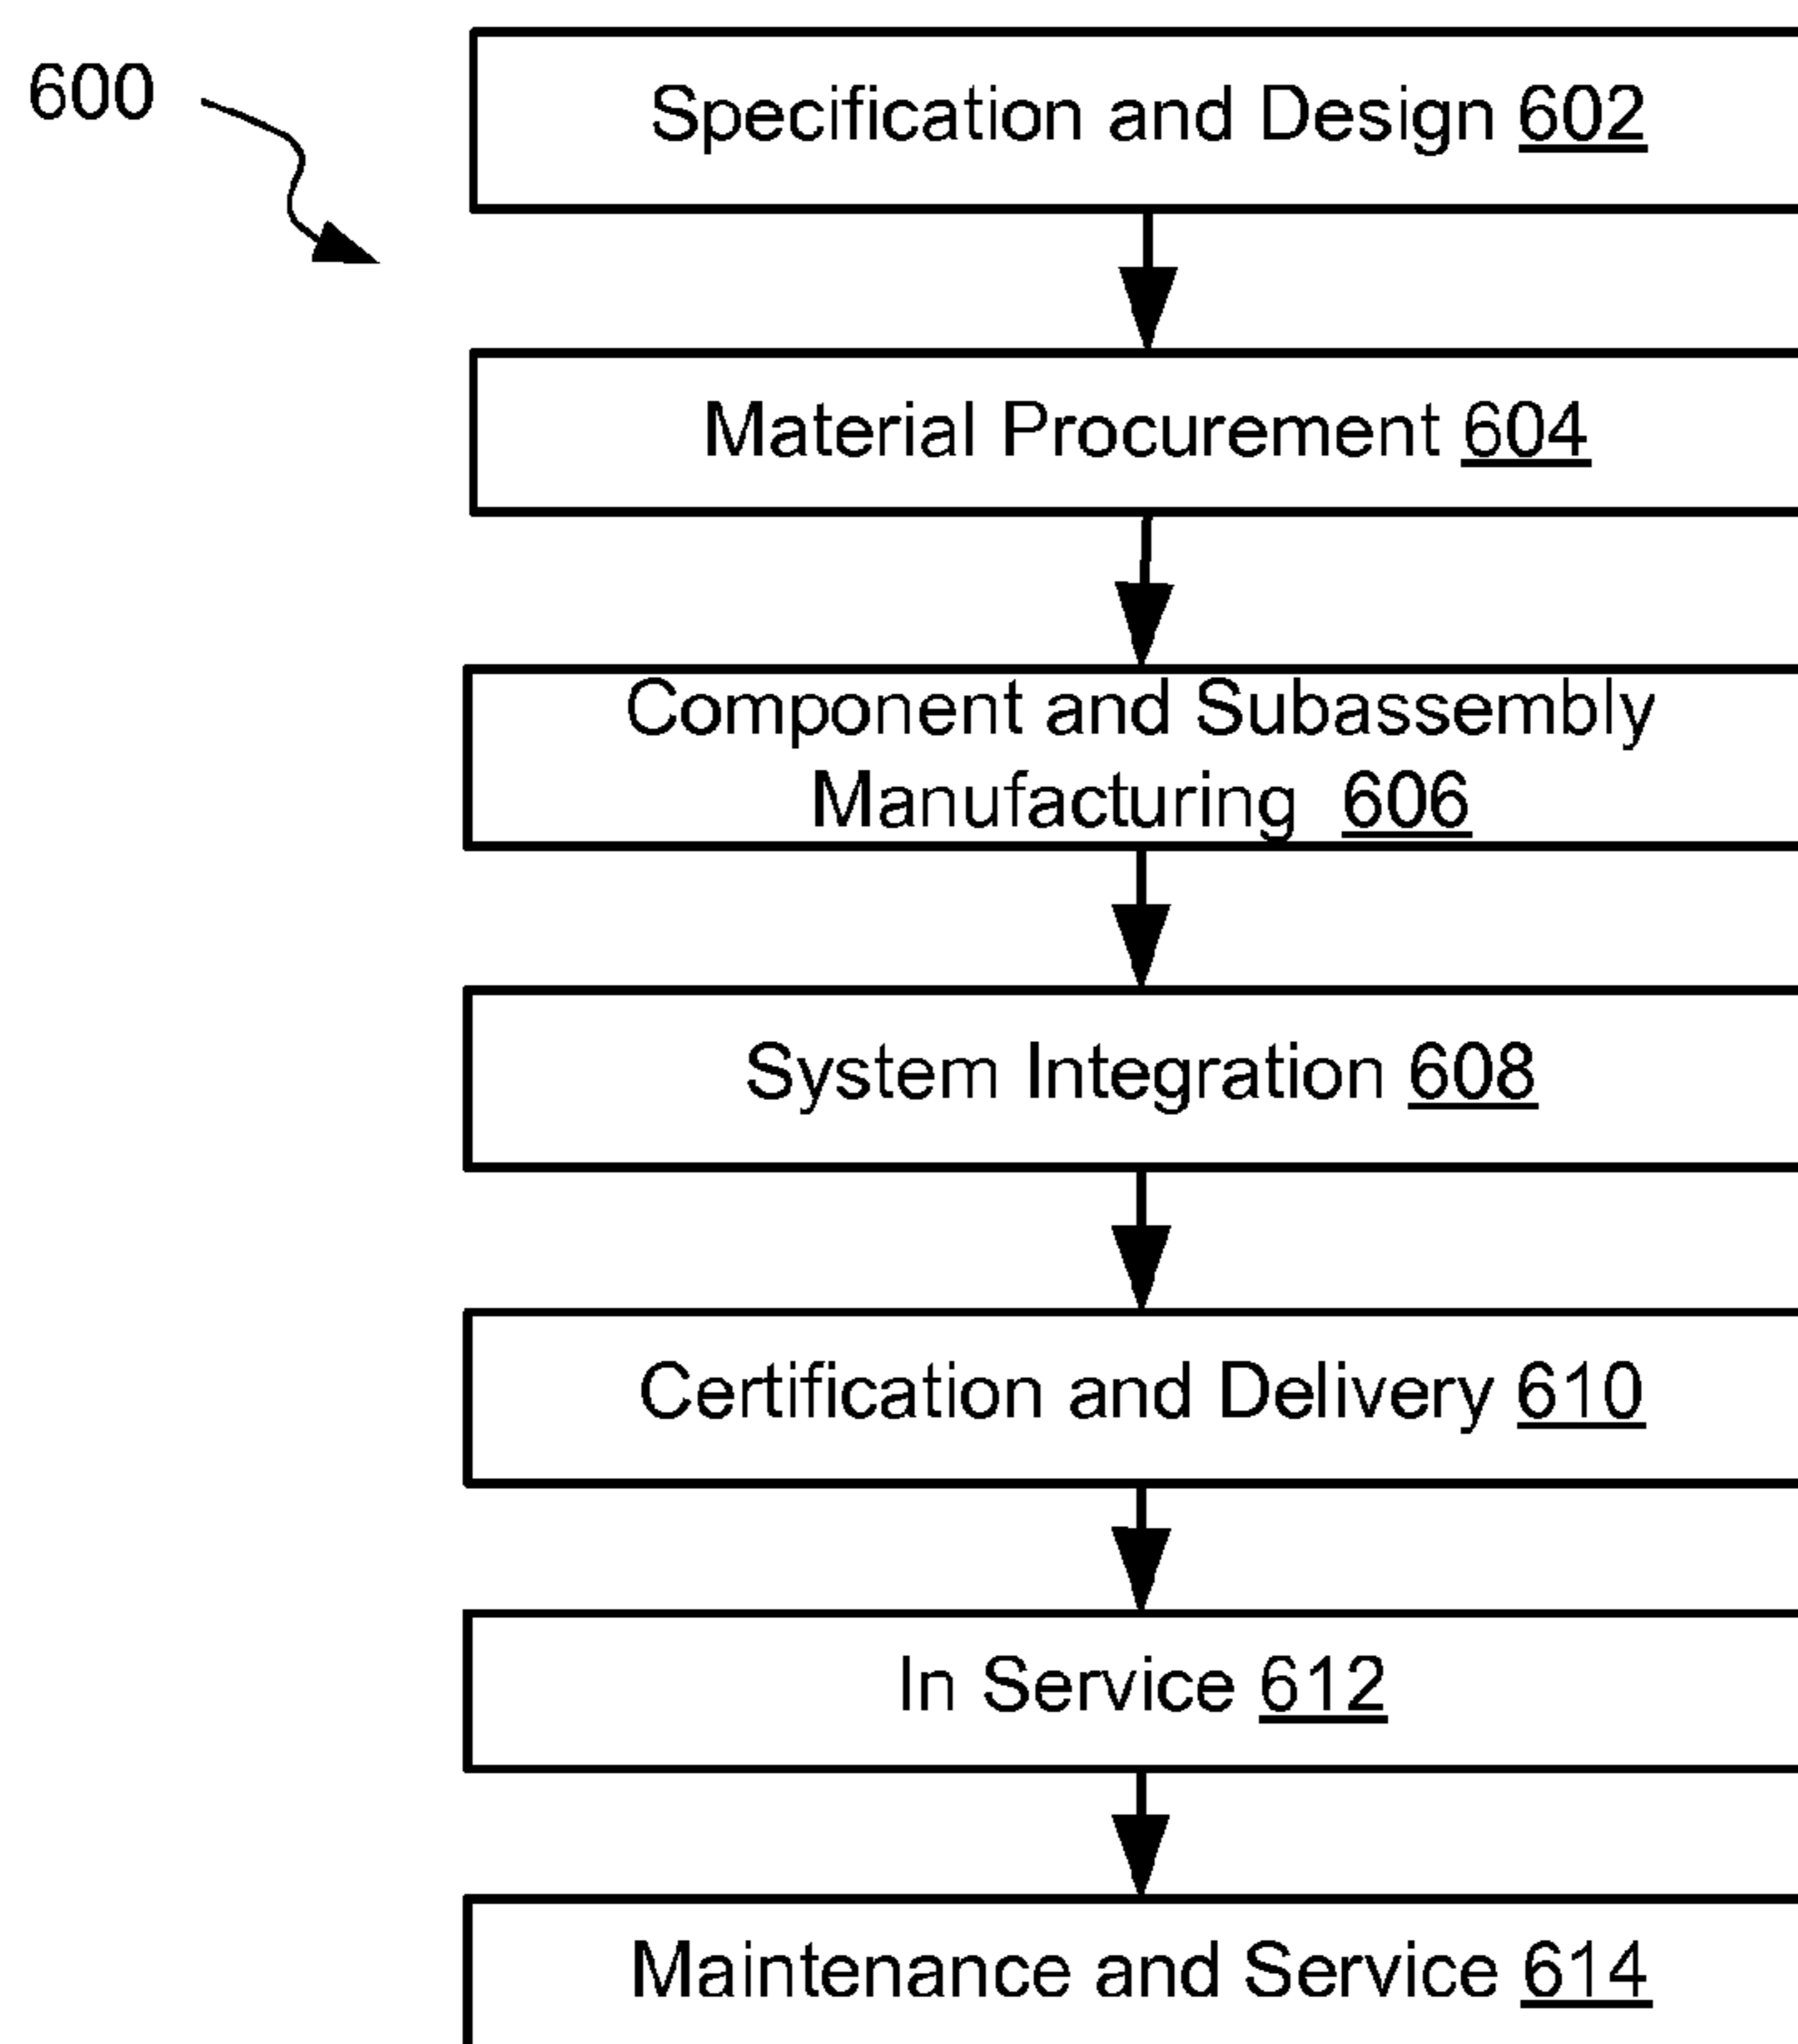 600
Specification and Design 602
Material Procurement 604
Component and Subassembly
Manufacturing 606
System Integration 608
Certification and Delivery 610
In Service 612
Maintenance and Service 614